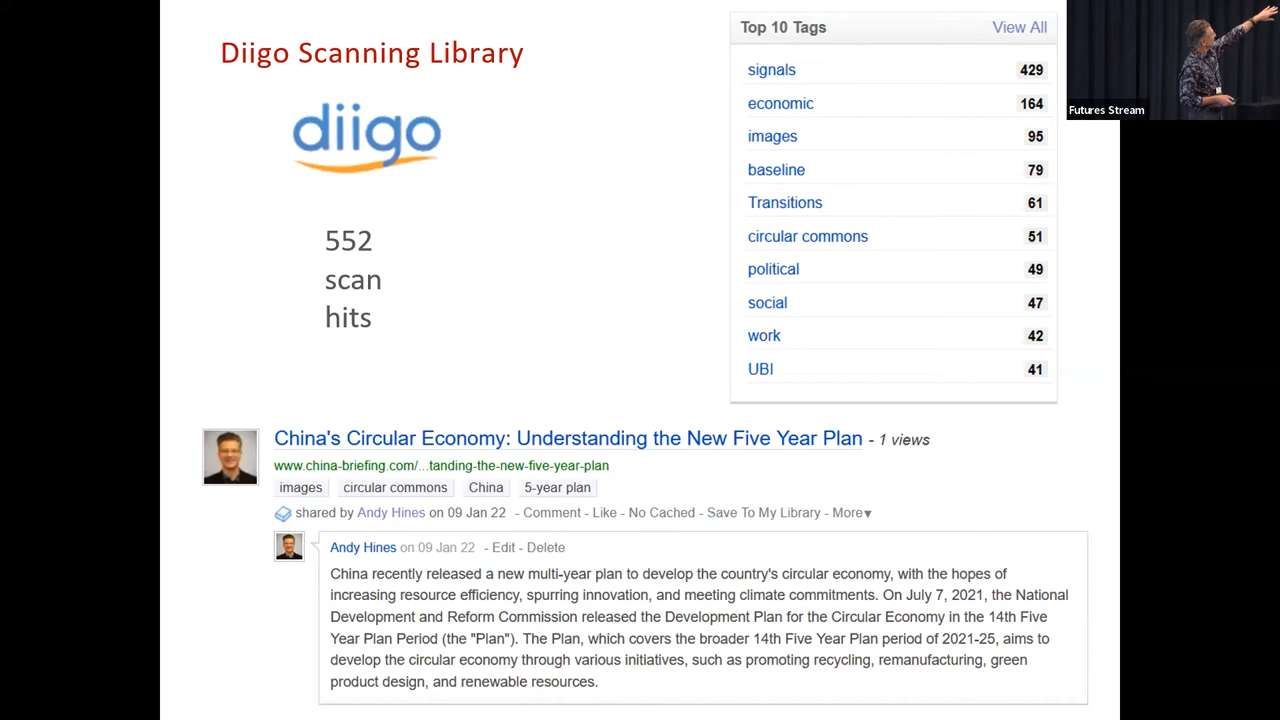 Diigo Scanning Library
diigo
552
scan
hits
Top 10 Tags View All
signals 429
economic 164
images 95
baseline 79
Transitions 61
circular commons 51
political 49
social 47
work 42
UBI 41
Futures Stream
China's Circular Economy: Understanding the New Five Year Plan - 1 views
www.china-briefing.com/...tanding-the-new-five-year-plan
images circular commons China 5-year plan
shared by Andy Hines on 09 Jan 22 - Comment - Like - No Cached - Save To My Library - More▾
Andy Hines on 09 Jan 22 - Edit - Delete
China recently released a new multi-year plan to develop the country's circular economy, with the hopes of
increasing resource efficiency, spurring innovation, and meeting climate commitments. On July 7, 2021, the National
Development and Reform Commission released the Development Plan for the Circular Economy in the 14th Five
Year Plan Period (the "Plan"). The Plan, which covers the broader 14th Five Year Plan period of 2021-25, aims to
develop the circular economy through various initiatives, such as promoting recycling, remanufacturing, green
product design, and renewable resources.